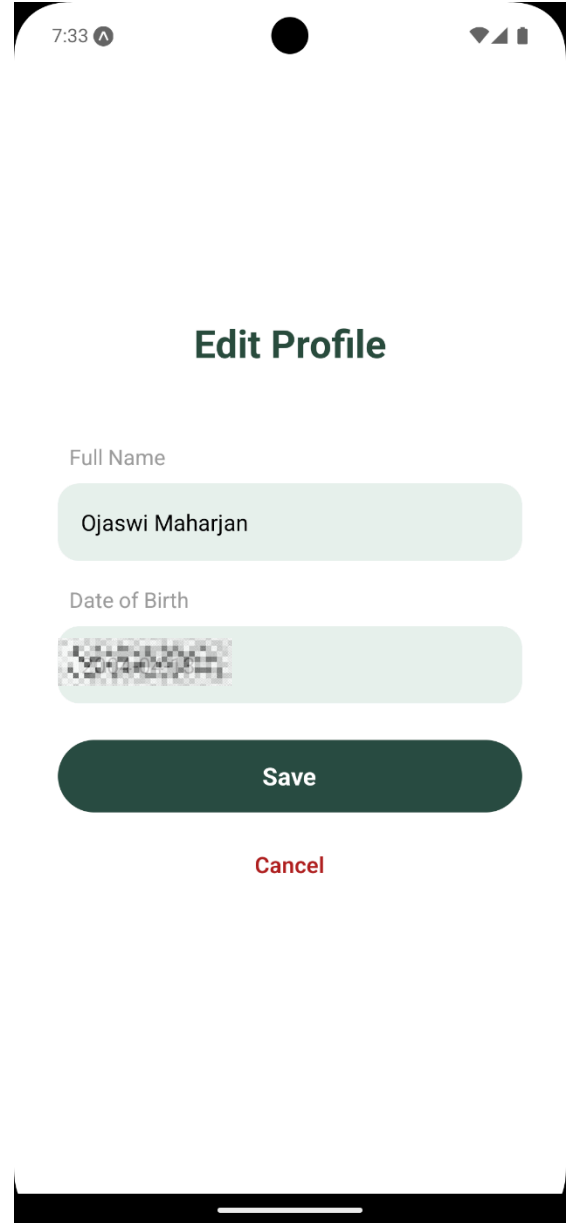 7:33
Edit Profile
Full Name
Ojaswi Maharjan
Date of Birth
Save
Cancel